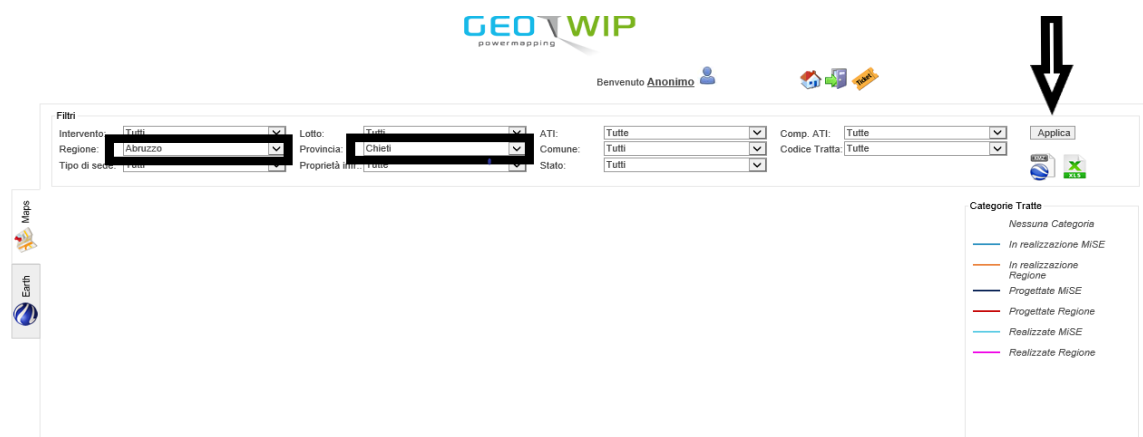 GEO WIP
powermapping
Benvenuto Anonimo
Ticket
Filtri
Intervento: Tutti Lotto: Tutti ATI: Tutte Comp. ATI: Tutte Applica
Regione: Abruzzo Provincia: Chieti Comune: Tutti Codice Tratta: Tutte
Tipo di sede: Tutti Proprietà Tutte Stato: Tutti
KMZ XLS
Maps
Earth
Categorie Tratte
Nessuna Categoria
In realizzazione MiSE
In realizzazione
Regione
Progettate MiSE
Progettate Regione
Realizzate MiSE
Realizzate Regione